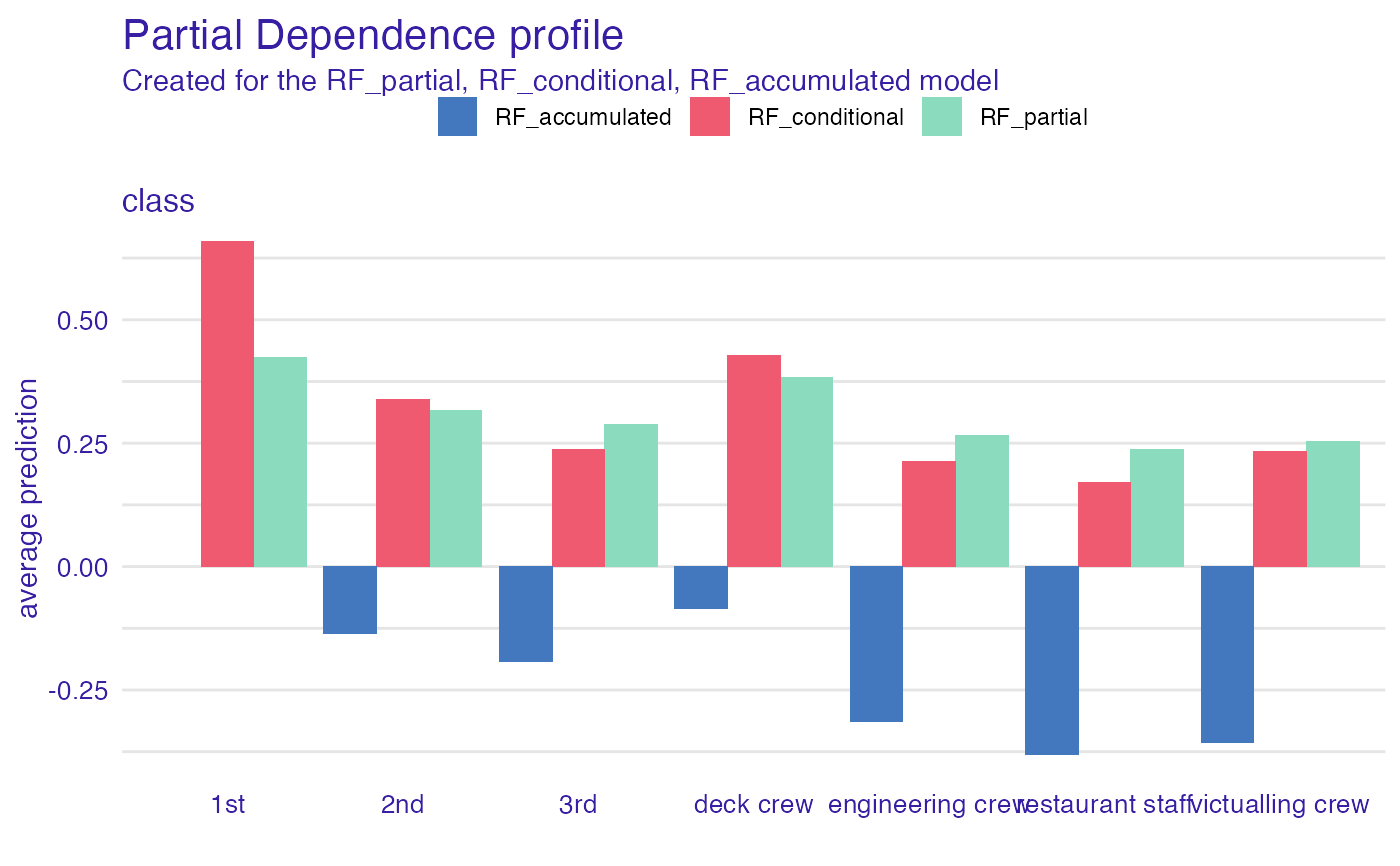 Partial Dependence profile
Created for the RF_partial, RF_conditional, RF_accumulated model
RF_accumulated RF_conditional RF_partial
class
average prediction
0.50
0.25
0.00
-0.25
1st 2nd 3rd deck crew engineering crew restaurant staff victualling crew